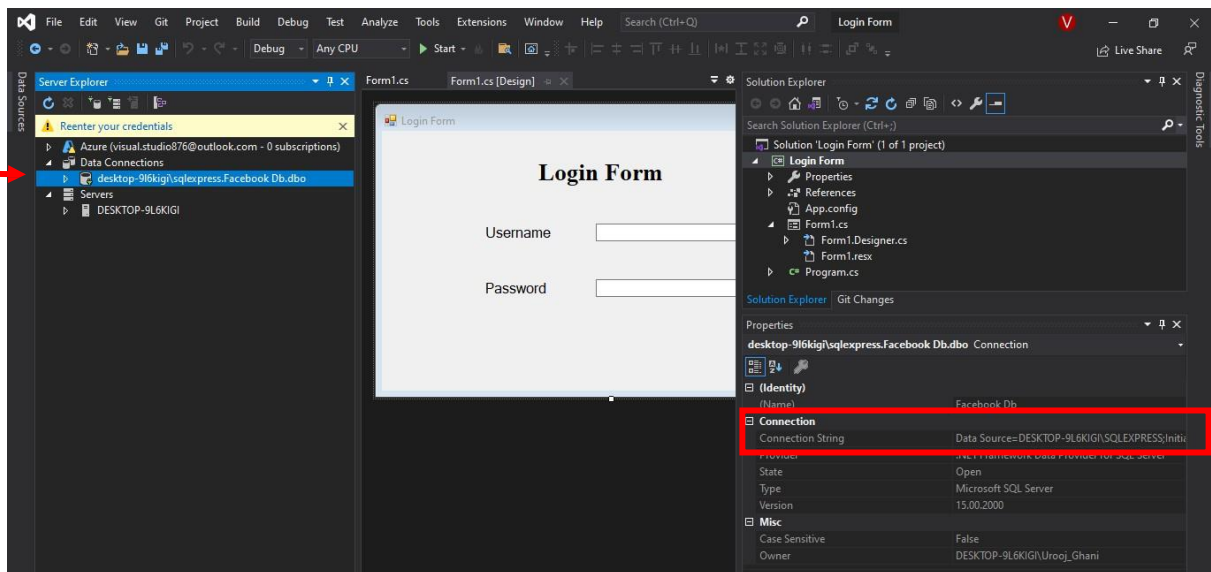 File Edit View Git Project Build Debug Test Analyze Tools Extensions Window Help Search (Ctrl+Q) Login Form V
Debug Any CPU Start Live Share
Data Sources
Server Explorer
Reenter your credentials
Azure (visual.studio876@outlook.com - 0 subscriptions)
Data Connections
desktop-9l6kigi\sqlexpress.Facebook Db.dbo
Servers
DESKTOP-9L6KIGI
Form1.cs Form1.cs [Design]
Login Form
Login Form
Username
Password
Solution Explorer
Search Solution Explorer (Ctrl+;)
Solution 'Login Form' (1 of 1 project)
Login Form
Properties
References
App.config
Form1.cs
Form1.Designer.cs
Form1.resx
C# Program.cs
Solution Explorer Git Changes
Properties
desktop-9l6kigi\sqlexpress.Facebook Db.dbo Connection
(Identity)
(Name) Facebook Db
Connection
Connection String Data Source=DESKTOP-9L6KIGI\SQLEXPRESS;Initia
Provider .NET Framework Data Provider for SQL Server
State Open
Type Microsoft SQL Server
Version 15.00.2000
Misc
Case Sensitive False
Owner DESKTOP-9L6KIGI\Urooj_Ghani
Diagnostic Tools